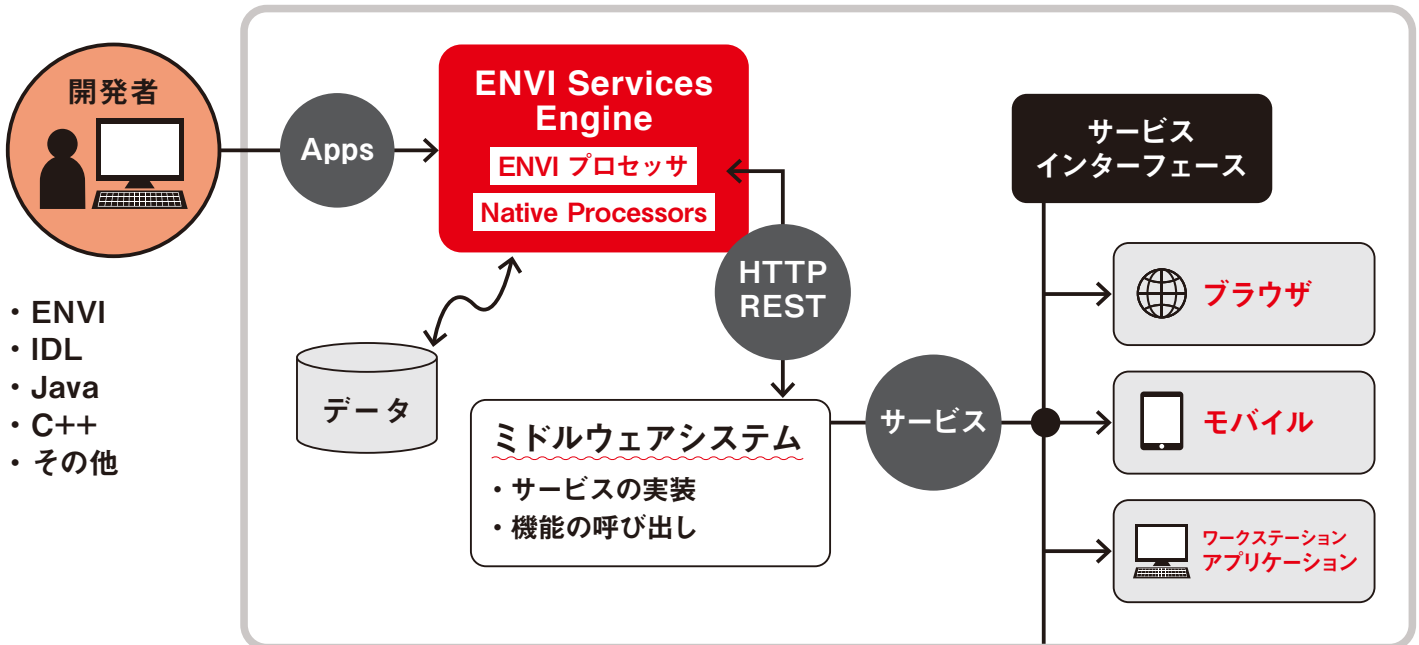 開発者
・ENVI
・IDL
・Java
・C++
・その他
Apps
ENVI Services
Engine
ENVI プロセッサ
Native Processors
HTTP
REST
データ
ミドルウェアシステム
・サービスの実装
・機能の呼び出し
サービス
サービス
インターフェース
ブラウザ
モバイル
ワークステーション
アプリケーション